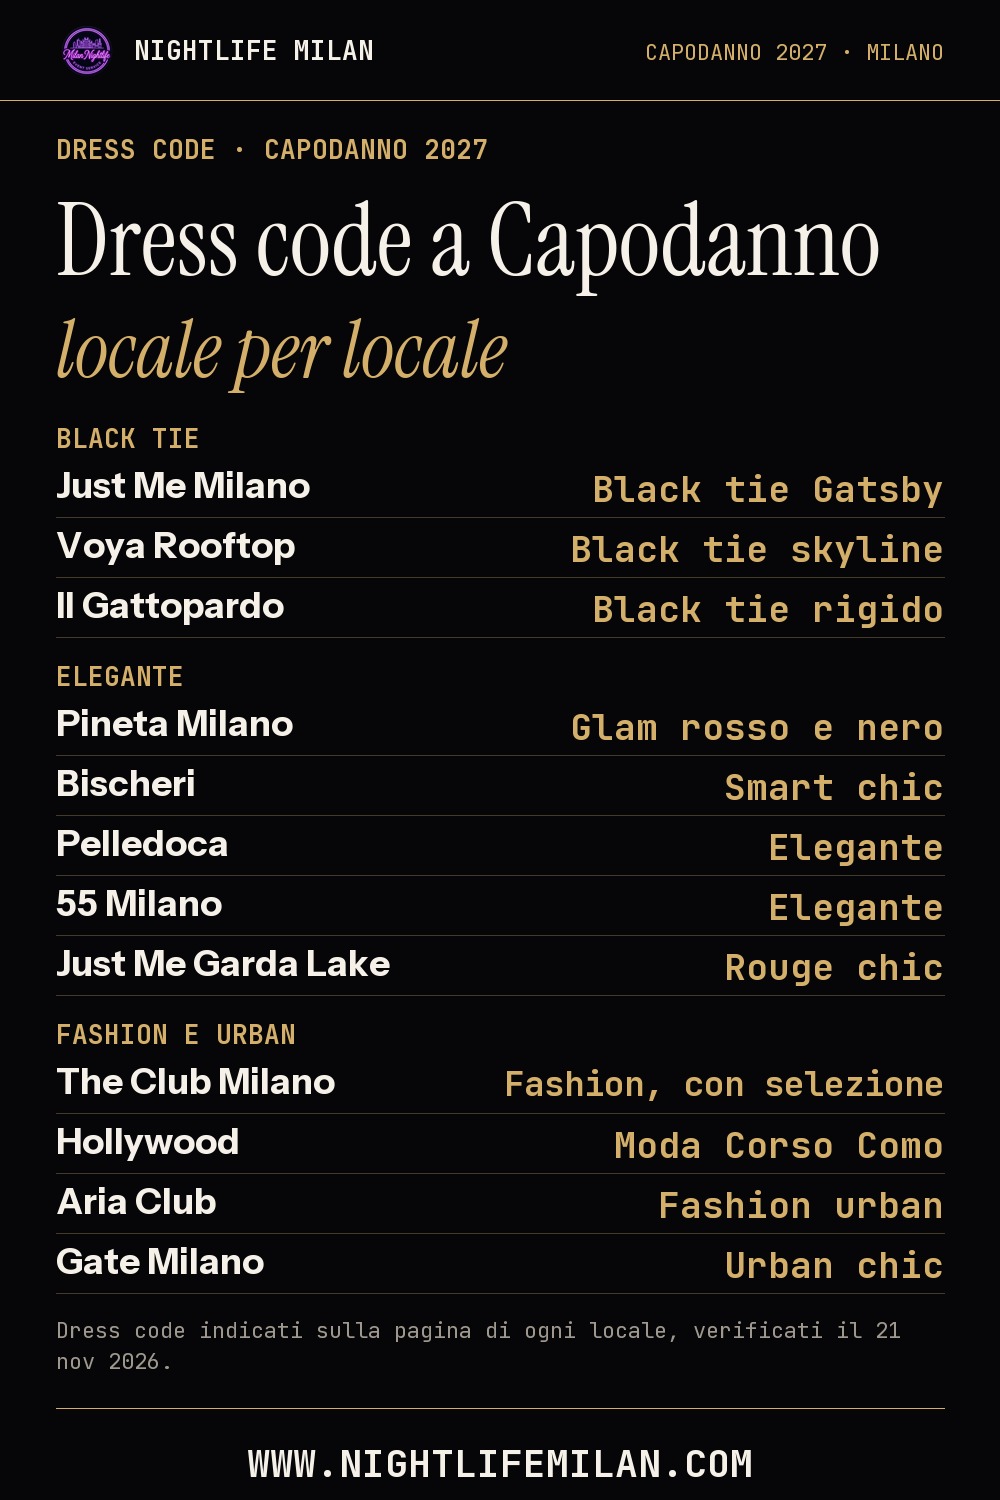 Milan Nightlife
NIGHTLIFE MILAN
CAPODANNO 2027 · MILANO
DRESS CODE · CAPODANNO 2027
Dress code a Capodanno
locale per locale
BLACK TIE
Just Me Milano Black tie Gatsby
Voya Rooftop Black tie skyline
Il Gattopardo Black tie rigido
ELEGANTE
Pineta Milano Glam rosso e nero
Bischeri Smart chic
Pelledoca Elegante
55 Milano Elegante
Just Me Garda Lake Rouge chic
FASHION E URBAN
The Club Milano Fashion, con selezione
Hollywood Moda Corso Como
Aria Club Fashion urban
Gate Milano Urban chic
Dress code indicati sulla pagina di ogni locale, verificati il 21
nov 2026.
WWW.NIGHTLIFEMILAN.COM